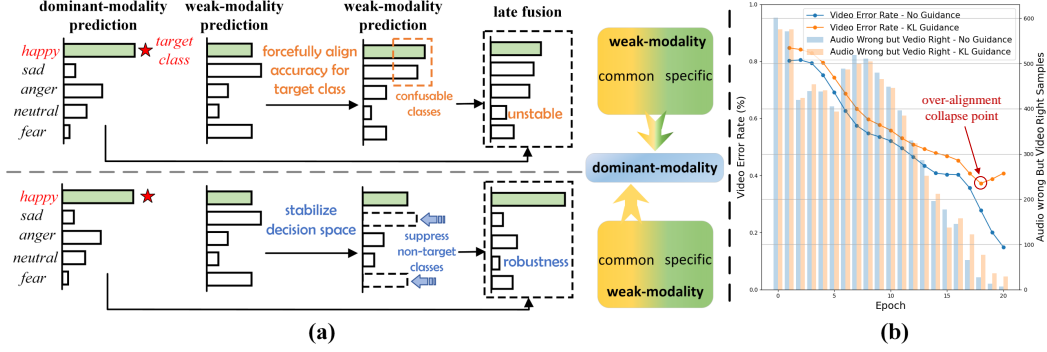 dominant-modality
prediction
weak-modality
prediction
weak-modality
prediction
late fusion
happy
sad
anger
neutral
fear
target
class
forcefully align
accuracy for
target class
confusable
classes
unstable
happy
sad
anger
neutral
fear
stabilize
decision space
suppress
non-target
classes
robustness
weak-modality
common specific
dominant-modality
common specific
weak-modality
(a)
Video Error Rate - No Guidance
Video Error Rate - KL Guidance
Audio Wrong but Vedio Right - No Guidance
Audio Wrong but Vedio Right - KL Guidance
over-alignment
collapse point
Video Error Rate (%)
1.0
0.8
0.6
0.4
0.2
0.0
0 5 10 15 20
Epoch
600
500
400
300
200
100
0
Audio wrong But Video Right Samples
(b)